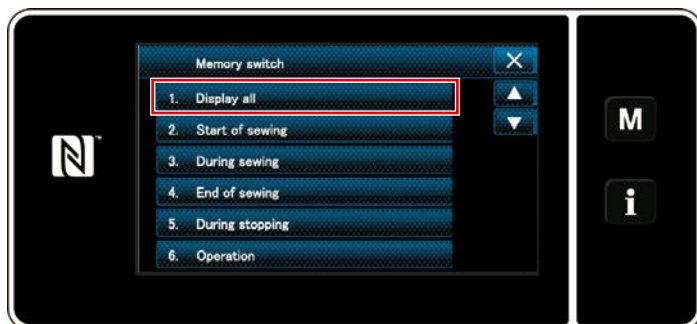 Memory switch
1. Display all
2. Start of sewing
3. During sewing
4. End of sewing
5. During stopping
6. Operation
N
M
i